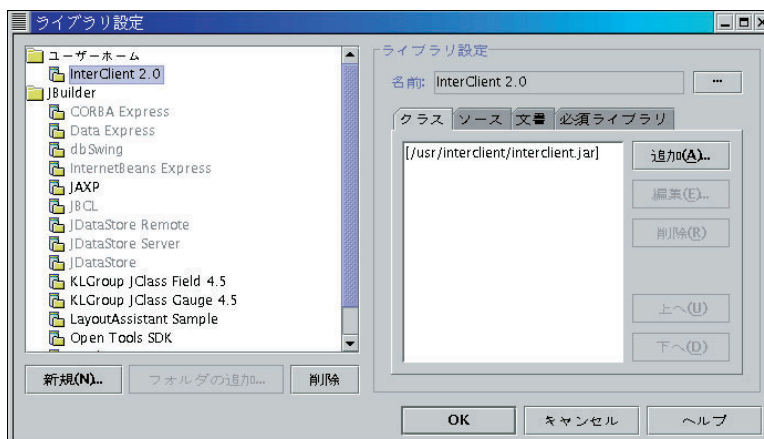 ライブラリ設定
ユーザーホーム
InterClient 2.0
JBuilder
CORBA Express
Data Express
dbSwing
InternetBeans Express
JAXP
JBCL
JDataStore Remote
JDataStore Server
JDataStore
KLGroup JClass Field 4.5
KLGroup JClass Gauge 4.5
LayoutAssistant Sample
Open Tools SDK
新規(N)...
フォルダの追加...
削除
ライブラリ設定
名前: InterClient 2.0
...
クラス ソース 文書 必須ライブラリ
[/usr/interclient/interclient.jar]
追加(A)...
編集(E)...
削除(R)
上へ(U)
下へ(D)
OK キャンセル ヘルプ